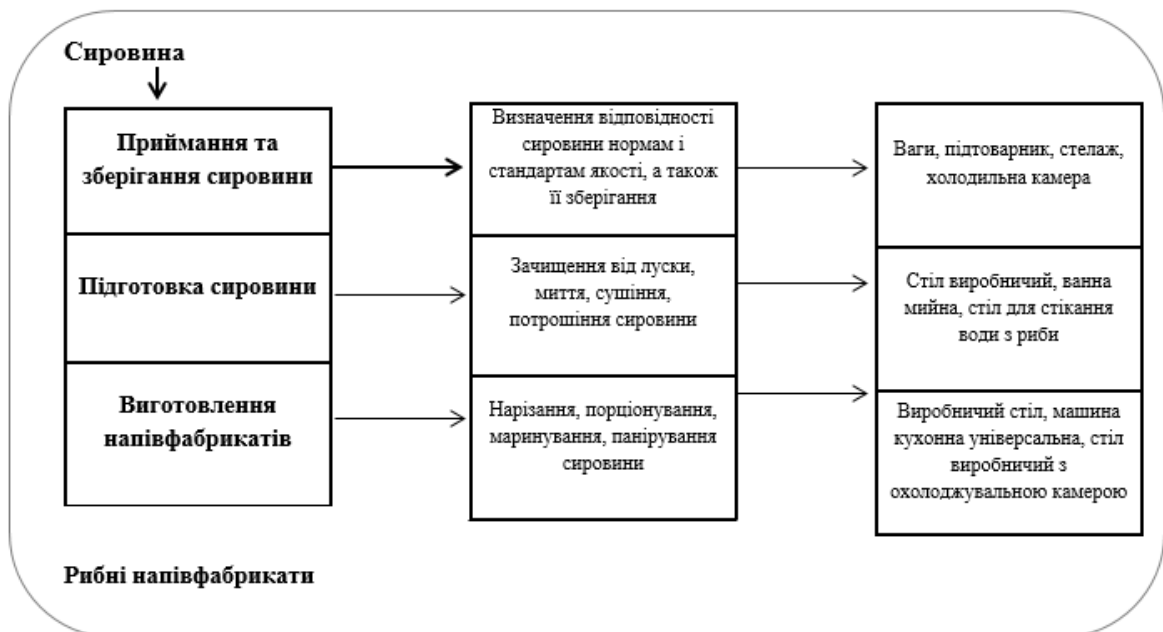 Сировина
Приймання та
зберігання сировини
Визначення відповідності
сировини нормам і
стандартам якості, а також
її зберігання
Ваги, підтоварник, стелаж,
холодильна камера
Підготовка сировини
Зачищення від луски,
миття, сушіння,
потрошіння сировини
Стіл виробничий, ванна
мийна, стіл для стікання
води з риби
Виготовлення
напівфабрикатів
Нарізання, порціонування,
маринування, панірування
сировини
Виробничий стіл, машина
кухонна універсальна, стіл
виробничий з
охолоджувальною камерою
Рибні напівфабрикати